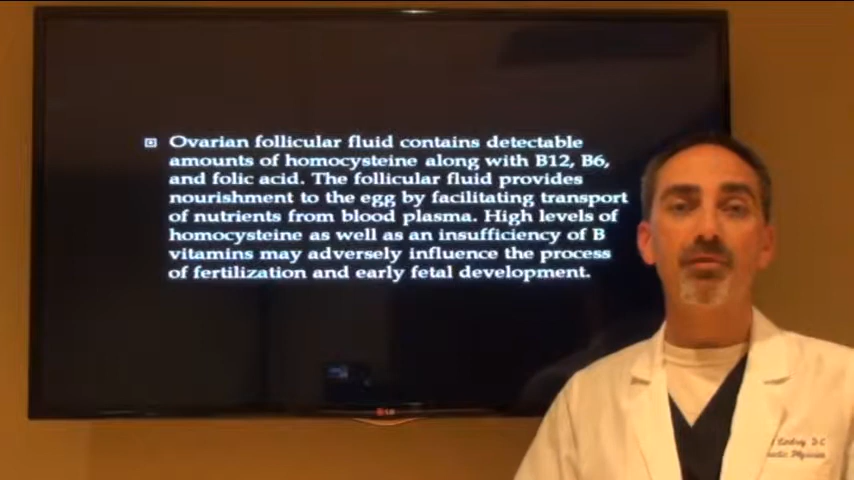 Ovarian follicular fluid contains detectable
amounts of homocysteine along with B12, B6,
and folic acid. The follicular fluid provides
nourishment to the egg by facilitating transport
of nutrients from blood plasma. High levels of
homocysteine as well as an insufficiency of B
vitamins may adversely influence the process
of fertilization and early fetal development.
LG
D.C